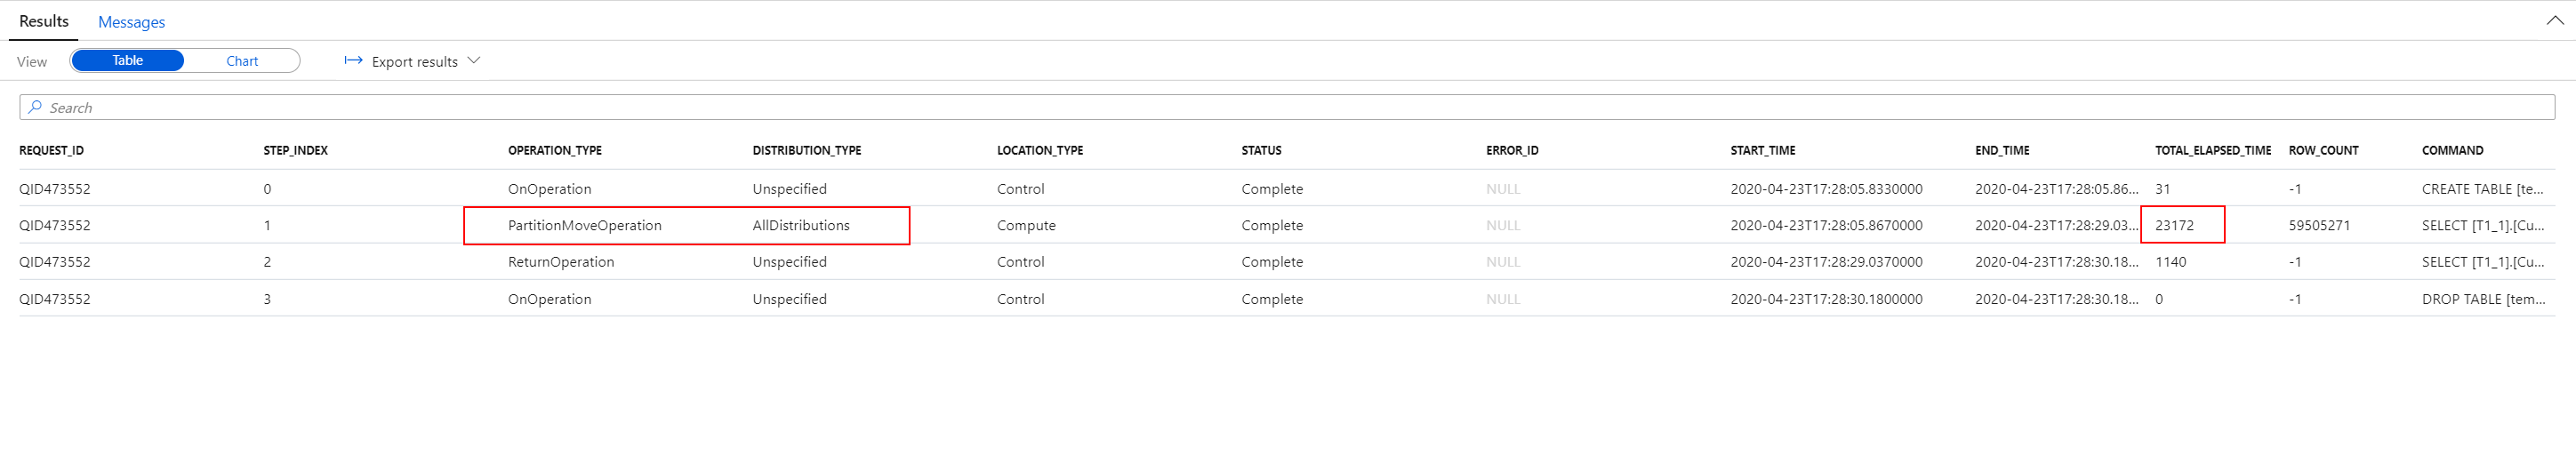 Results Messages
View Table Chart Export results
Search
REQUEST_ID STEP_INDEX OPERATION_TYPE DISTRIBUTION_TYPE LOCATION_TYPE STATUS ERROR_ID START_TIME END_TIME TOTAL_ELAPSED_TIME ROW_COUNT COMMAND
QID473552 0 OnOperation Unspecified Control Complete NULL 2020-04-23T17:28:05.8330000 2020-04-23T17:28:05.86... 31 -1 CREATE TABLE [te...
QID473552 1 PartitionMoveOperation AllDistributions Compute Complete NULL 2020-04-23T17:28:05.8670000 2020-04-23T17:28:29.03... 23172 59505271 SELECT [T1_1].[Cu...
QID473552 2 ReturnOperation Unspecified Control Complete NULL 2020-04-23T17:28:29.0370000 2020-04-23T17:28:30.18... 1140 -1 SELECT [T1_1].[Cu...
QID473552 3 OnOperation Unspecified Control Complete NULL 2020-04-23T17:28:30.1800000 2020-04-23T17:28:30.18... 0 -1 DROP TABLE [tem...